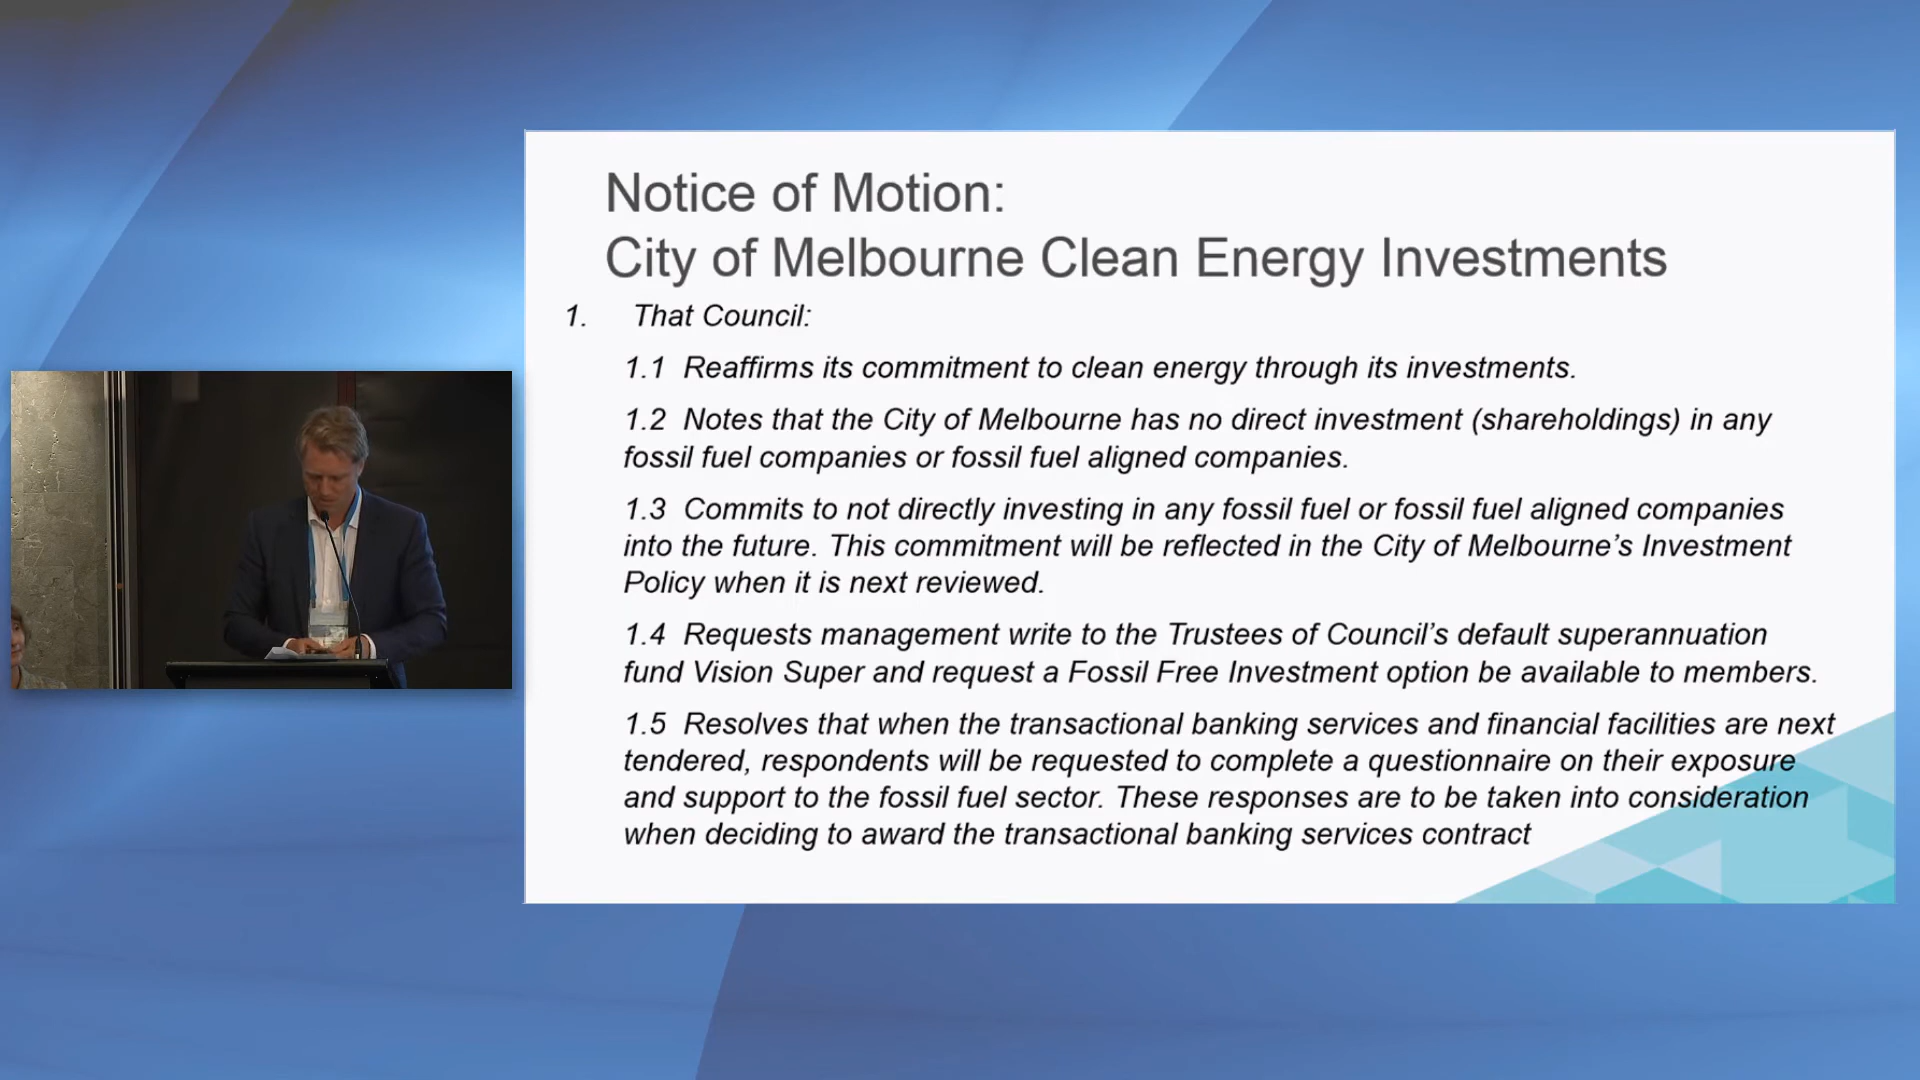 Notice of Motion:
City of Melbourne Clean Energy Investments
1. That Council:
1.1 Reaffirms its commitment to clean energy through its investments.
1.2 Notes that the City of Melbourne has no direct investment (shareholdings) in any
fossil fuel companies or fossil fuel aligned companies.
1.3 Commits to not directly investing in any fossil fuel or fossil fuel aligned companies
into the future. This commitment will be reflected in the City of Melbourne’s Investment
Policy when it is next reviewed.
1.4 Requests management write to the Trustees of Council’s default superannuation
fund Vision Super and request a Fossil Free Investment option be available to members.
1.5 Resolves that when the transactional banking services and financial facilities are next
tendered, respondents will be requested to complete a questionnaire on their exposure
and support to the fossil fuel sector. These responses are to be taken into consideration
when deciding to award the transactional banking services contract